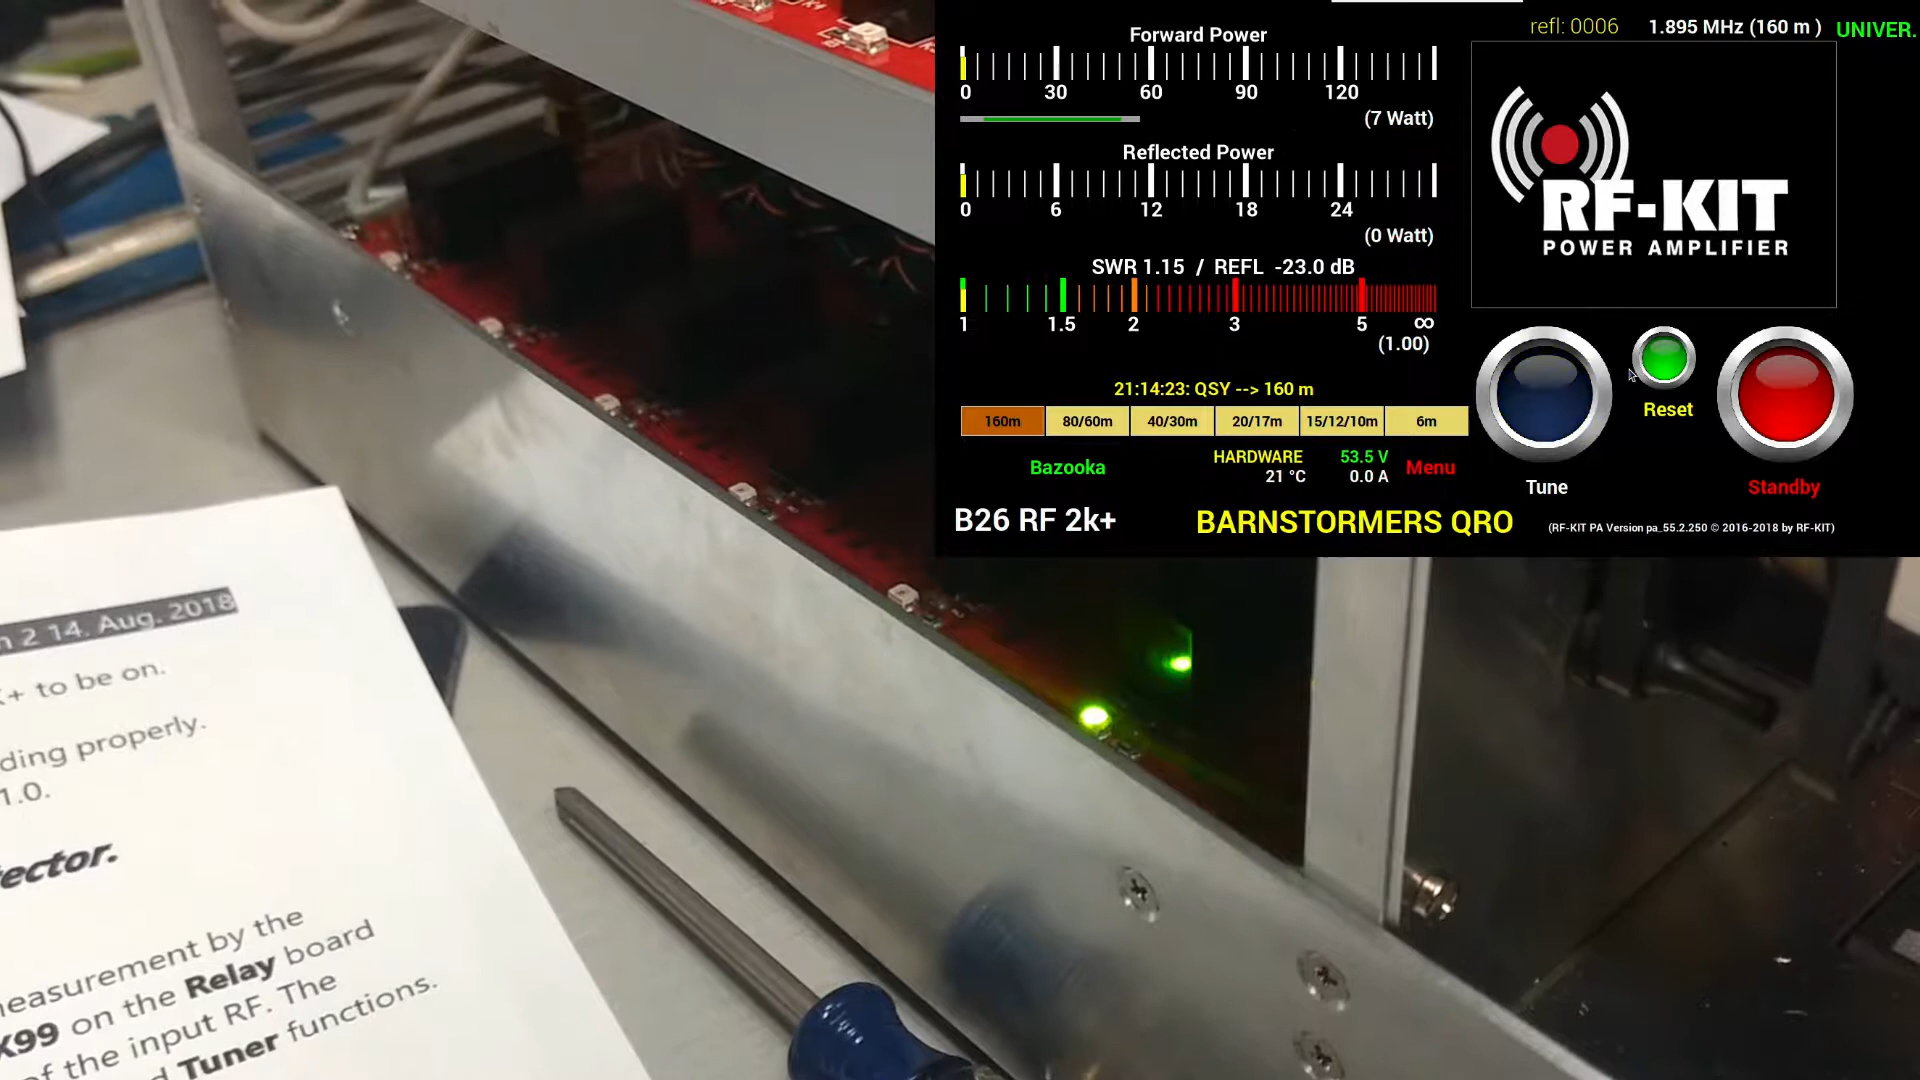 Forward Power
0 30 60 90 120
(7 Watt)
Reflected Power
0 6 12 18 24
(0 Watt)
SWR 1.15 / REFL -23.0 dB
1 1.5 2 3 5 ∞
(1.00)
21:14:23: QSY --> 160 m
160m 80/60m 40/30m 20/17m 15/12/10m 6m
Bazooka
HARDWARE 53.5 V
21 °C 0.0 A
Menu
B26 RF 2k+
BARNSTORMERS QRO
(RF-KIT PA Version pa_55.2.250 © 2016-2018 by RF-KIT)
refl: 0006 1.895 MHz (160 m ) UNIVER.
RF-KIT
POWER AMPLIFIER
Tune
Reset
Standby
2 14. Aug. 2018
+ to be on.
ding properly.
1.0.
ector.
easurement by the
K99 on the Relay board
of the input RF. The
Tuner functions.